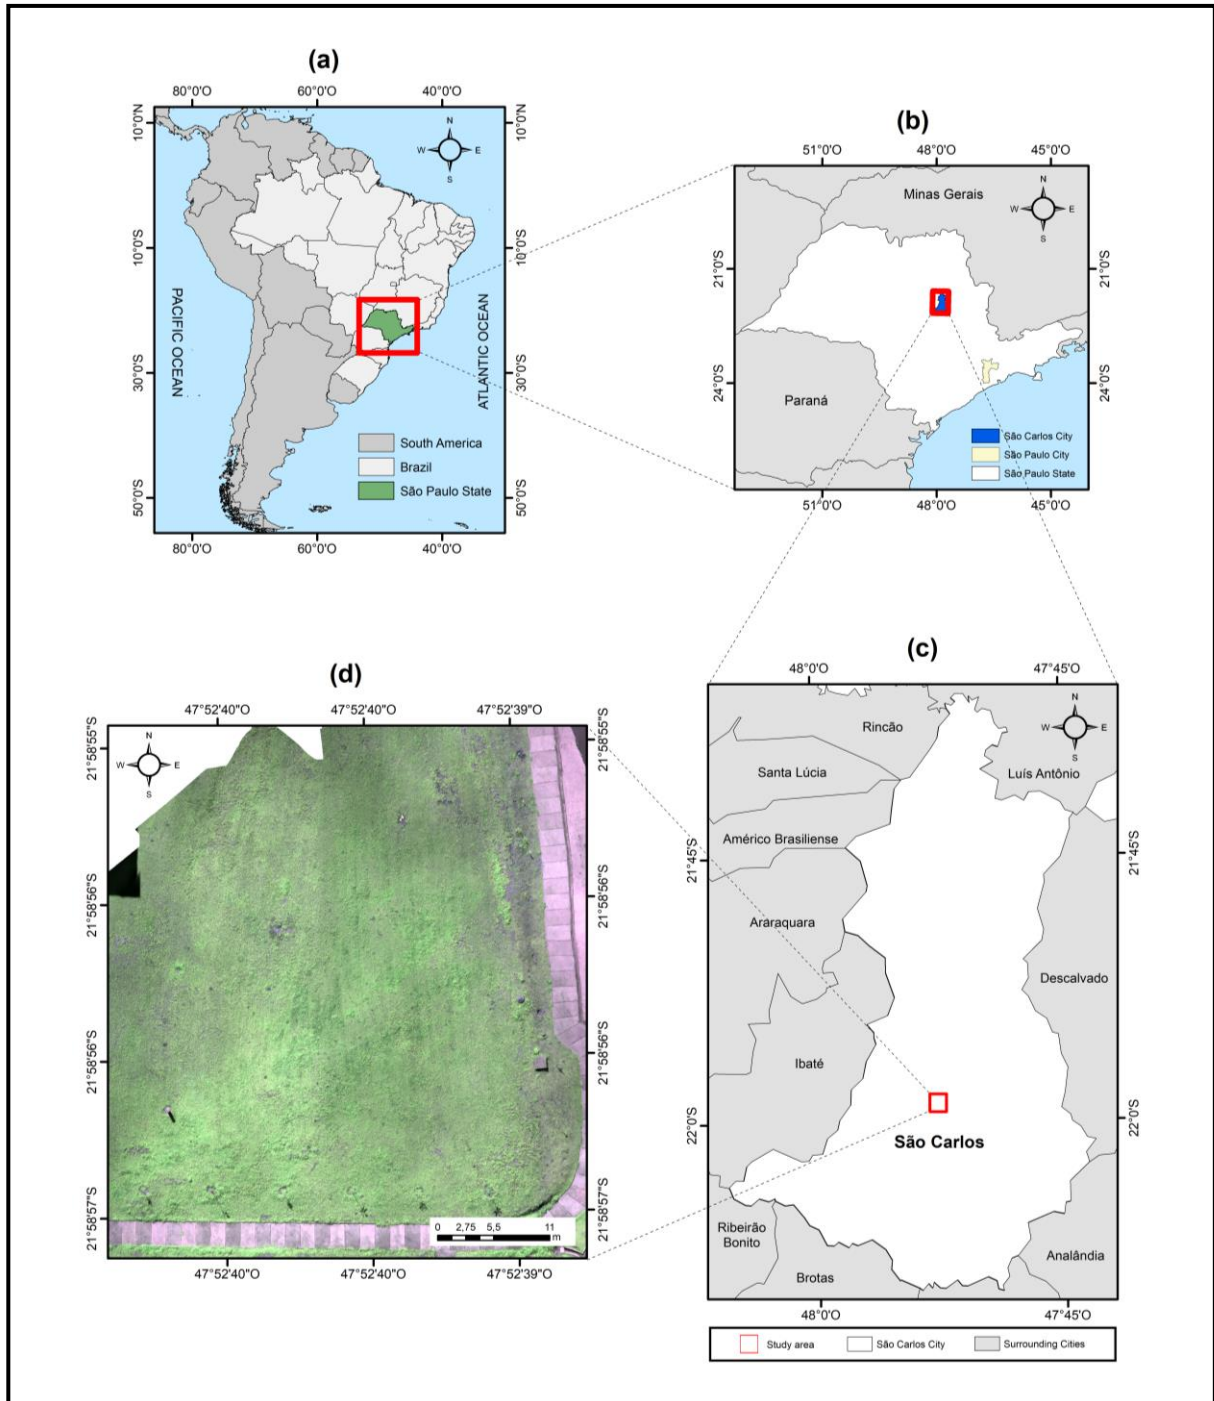 (a)
80°0'O 60°0'O 40°0'O
10°0'N
10°0'S
30°0'S
50°0'S
10°0'N
10°0'S
30°0'S
50°0'S
N
W E
S
PACIFIC OCEAN
ATLANTIC OCEAN
South America
Brazil
São Paulo State
80°0'O 60°0'O 40°0'O
(b)
51°0'O 48°0'O 45°0'O
Minas Gerais
N
W E
S
21°0'S
24°0'S
21°0'S
24°0'S
Paraná
São Carlos City
São Paulo City
São Paulo State
51°0'O 48°0'O 45°0'O
(c)
48°0'O 47°45'O
N
W E
S
Rincão
Santa Lúcia
Luís Antônio
Américo Brasiliense
21°45'S
22°0'S
21°45'S
22°0'S
Araraquara
Descalvado
Ibaté
São Carlos
Ribeirão
Bonito
Brotas
Analândia
48°0'O 47°45'O
Study area
São Carlos City
Surrounding Cities
(d)
47°52'40"O 47°52'40"O 47°52'39"O
N
W E
S
21°58'55"S
21°58'56"S
21°58'56"S
21°58'57"S
21°58'55"S
21°58'56"S
21°58'56"S
21°58'57"S
0 2,75 5,5 11
m
47°52'40"O 47°52'40"O 47°52'39"O